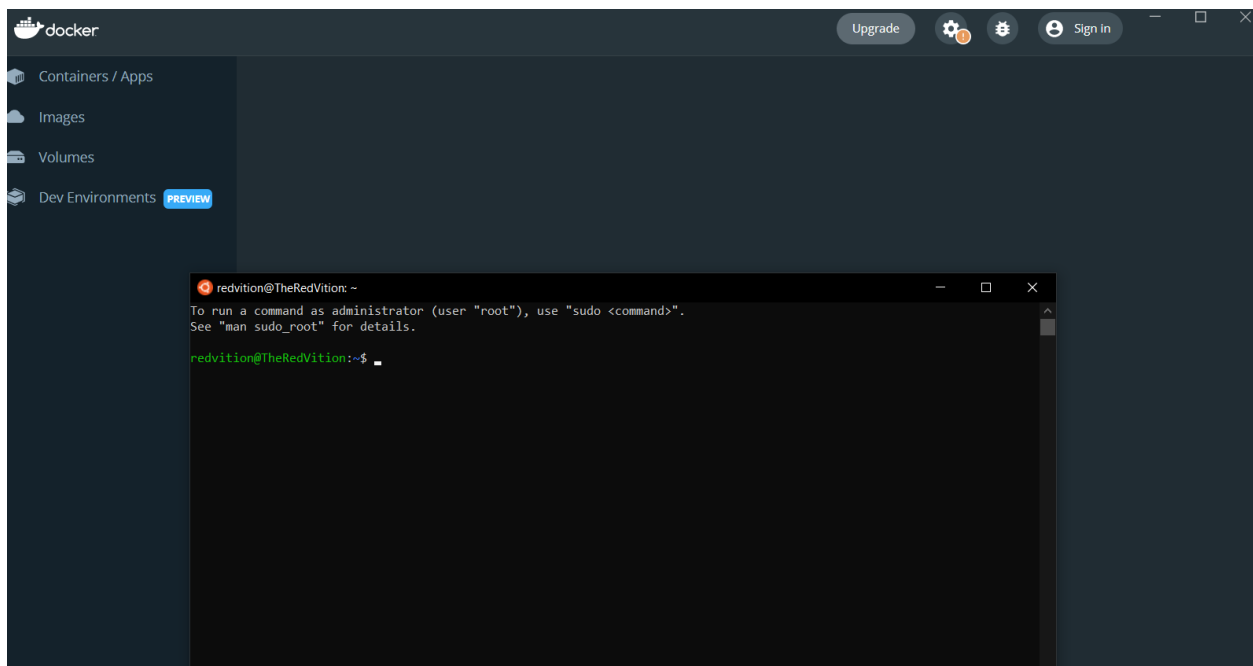 docker
Upgrade
Sign in
Containers / Apps
Images
Volumes
Dev Environments PREVIEW
redvition@TheRedVition: ~
To run a command as administrator (user "root"), use "sudo <command>".
See "man sudo_root" for details.
redvition@TheRedVition:~$